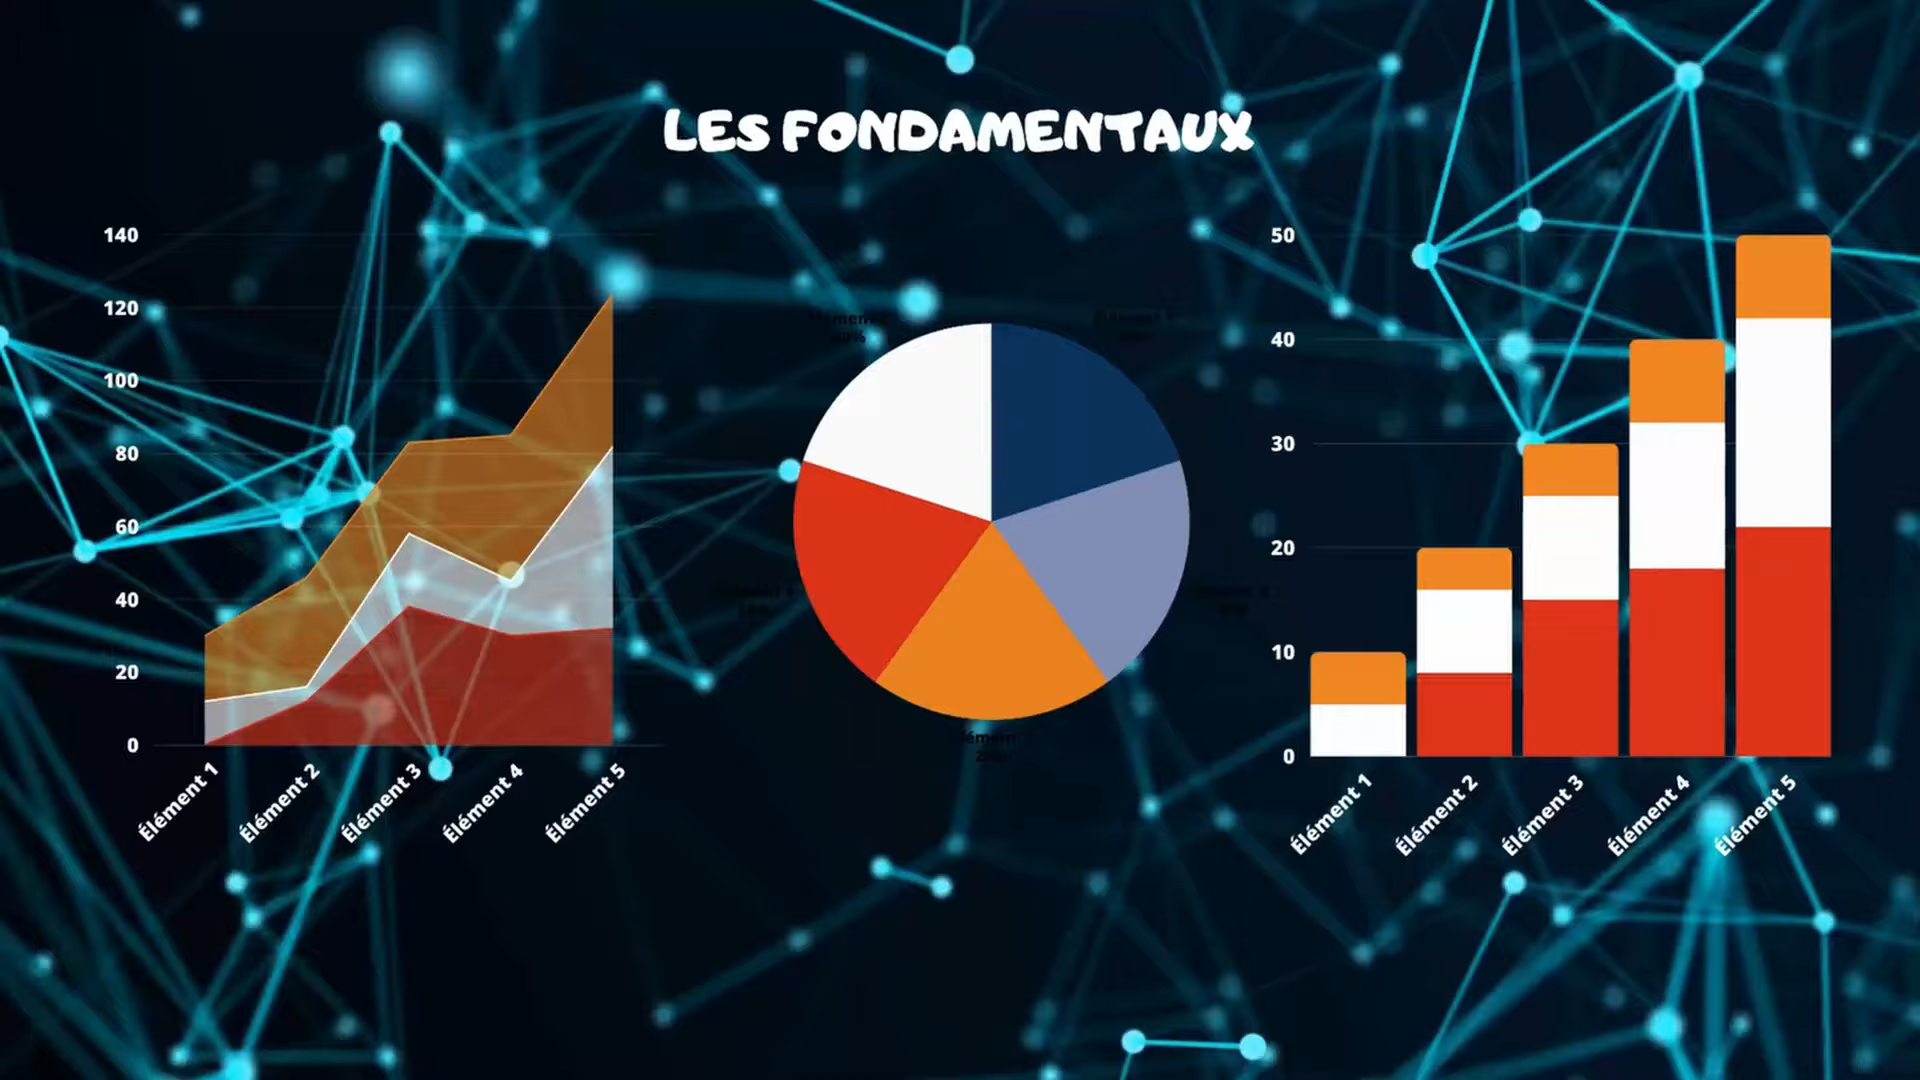 LES FONDAMENTAUX
140
120
100
80
60
40
20
0
Élément 1
Élément 2
Élément 3
Élément 4
Élément 5
50
40
30
20
10
0
Élément 1
Élément 2
Élément 3
Élément 4
Élément 5